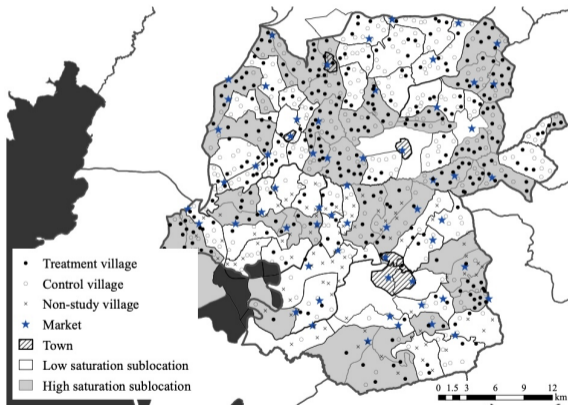 Treatment village
Control village
Non-study village
Market
Town
Low saturation sublocation
High saturation sublocation
0 1.5 3 6 9 12
km